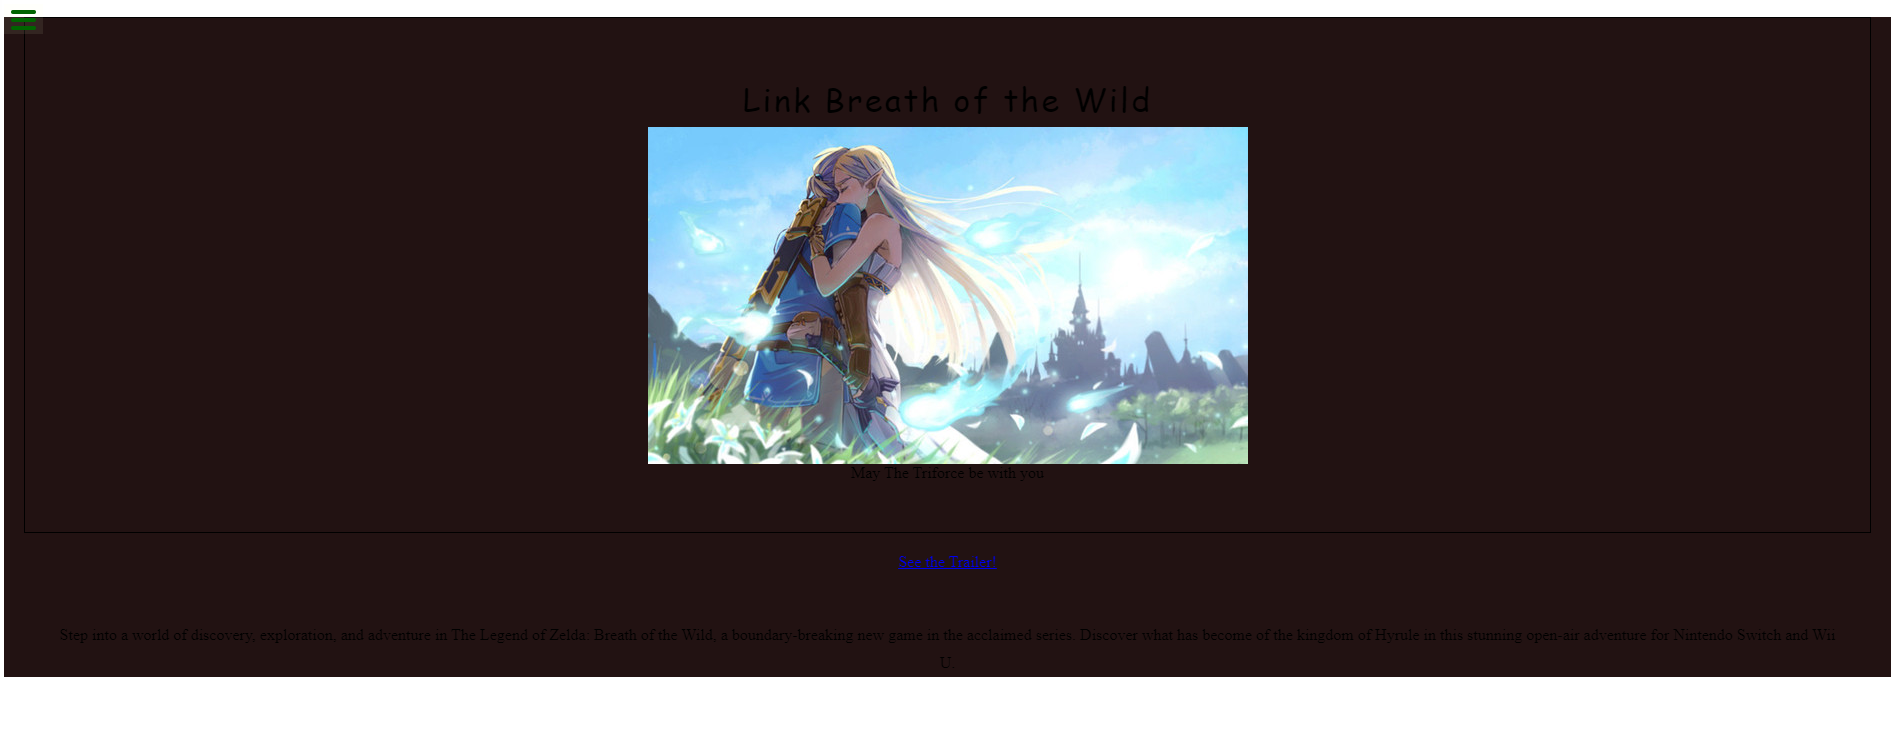 Link Breath of the Wild
May The Triforce be with you
See the Trailer!
Step into a world of discovery, exploration, and adventure in The Legend of Zelda: Breath of the Wild, a boundary-breaking new game in the acclaimed series. Discover what has become of the kingdom of Hyrule in this stunning open-air adventure for Nintendo Switch and Wii
U.